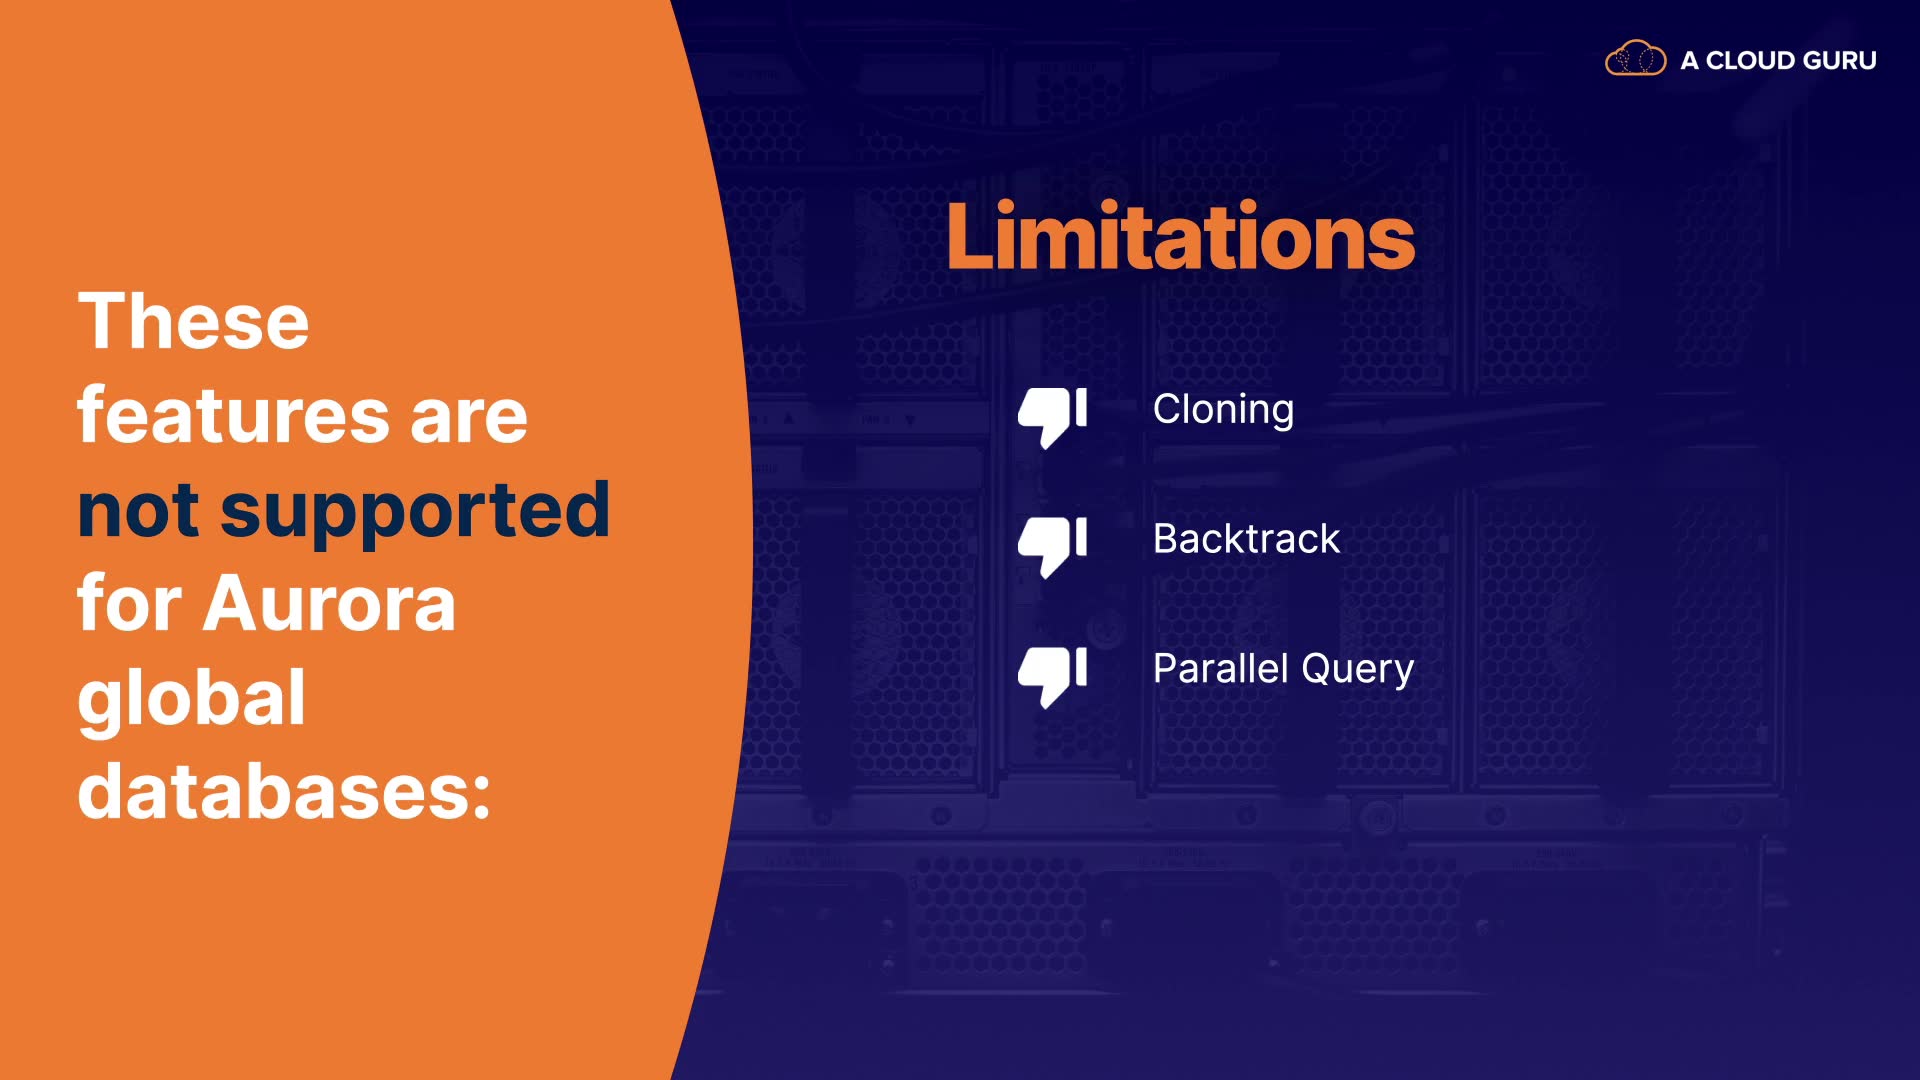 These
features are
not supported
for Aurora
global
databases:
A CLOUD GURU
Limitations
Cloning
Backtrack
Parallel Query